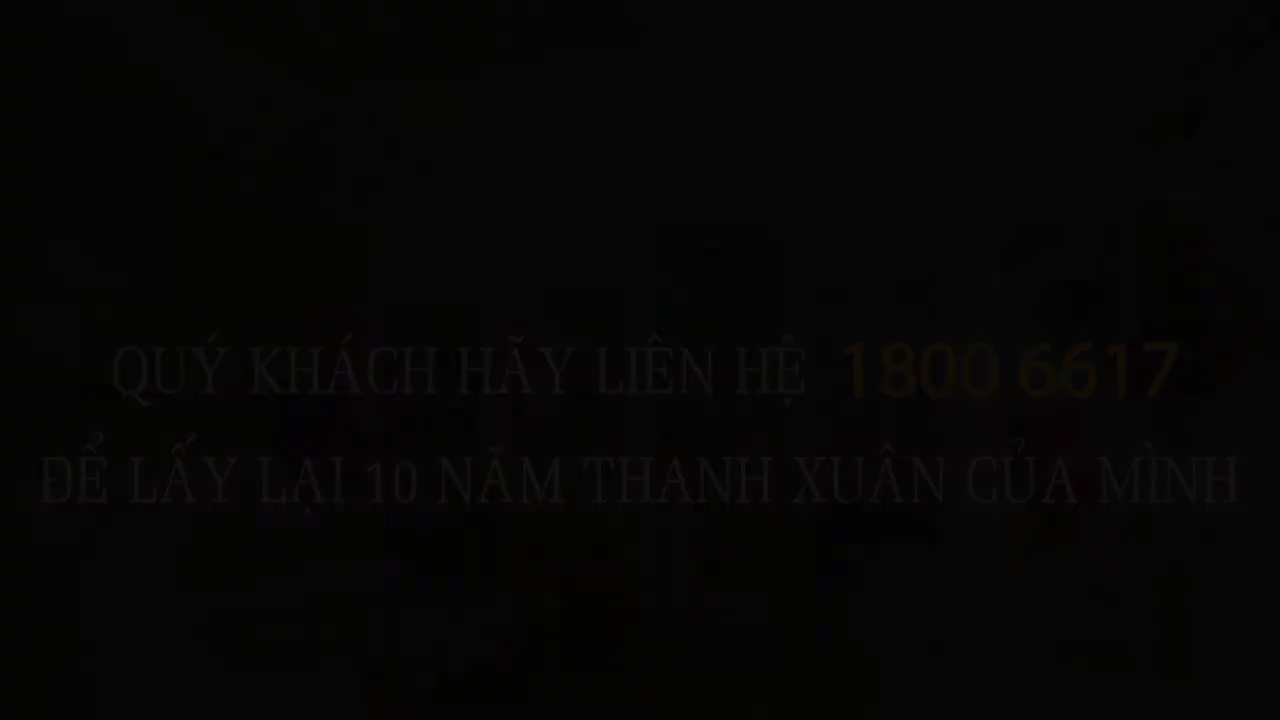 QUÝ KHÁCH HÃY LIÊN HỆ 1800 6617
ĐỂ LẤY LẠI 10 NĂM THANH XUÂN CỦA MÌNH